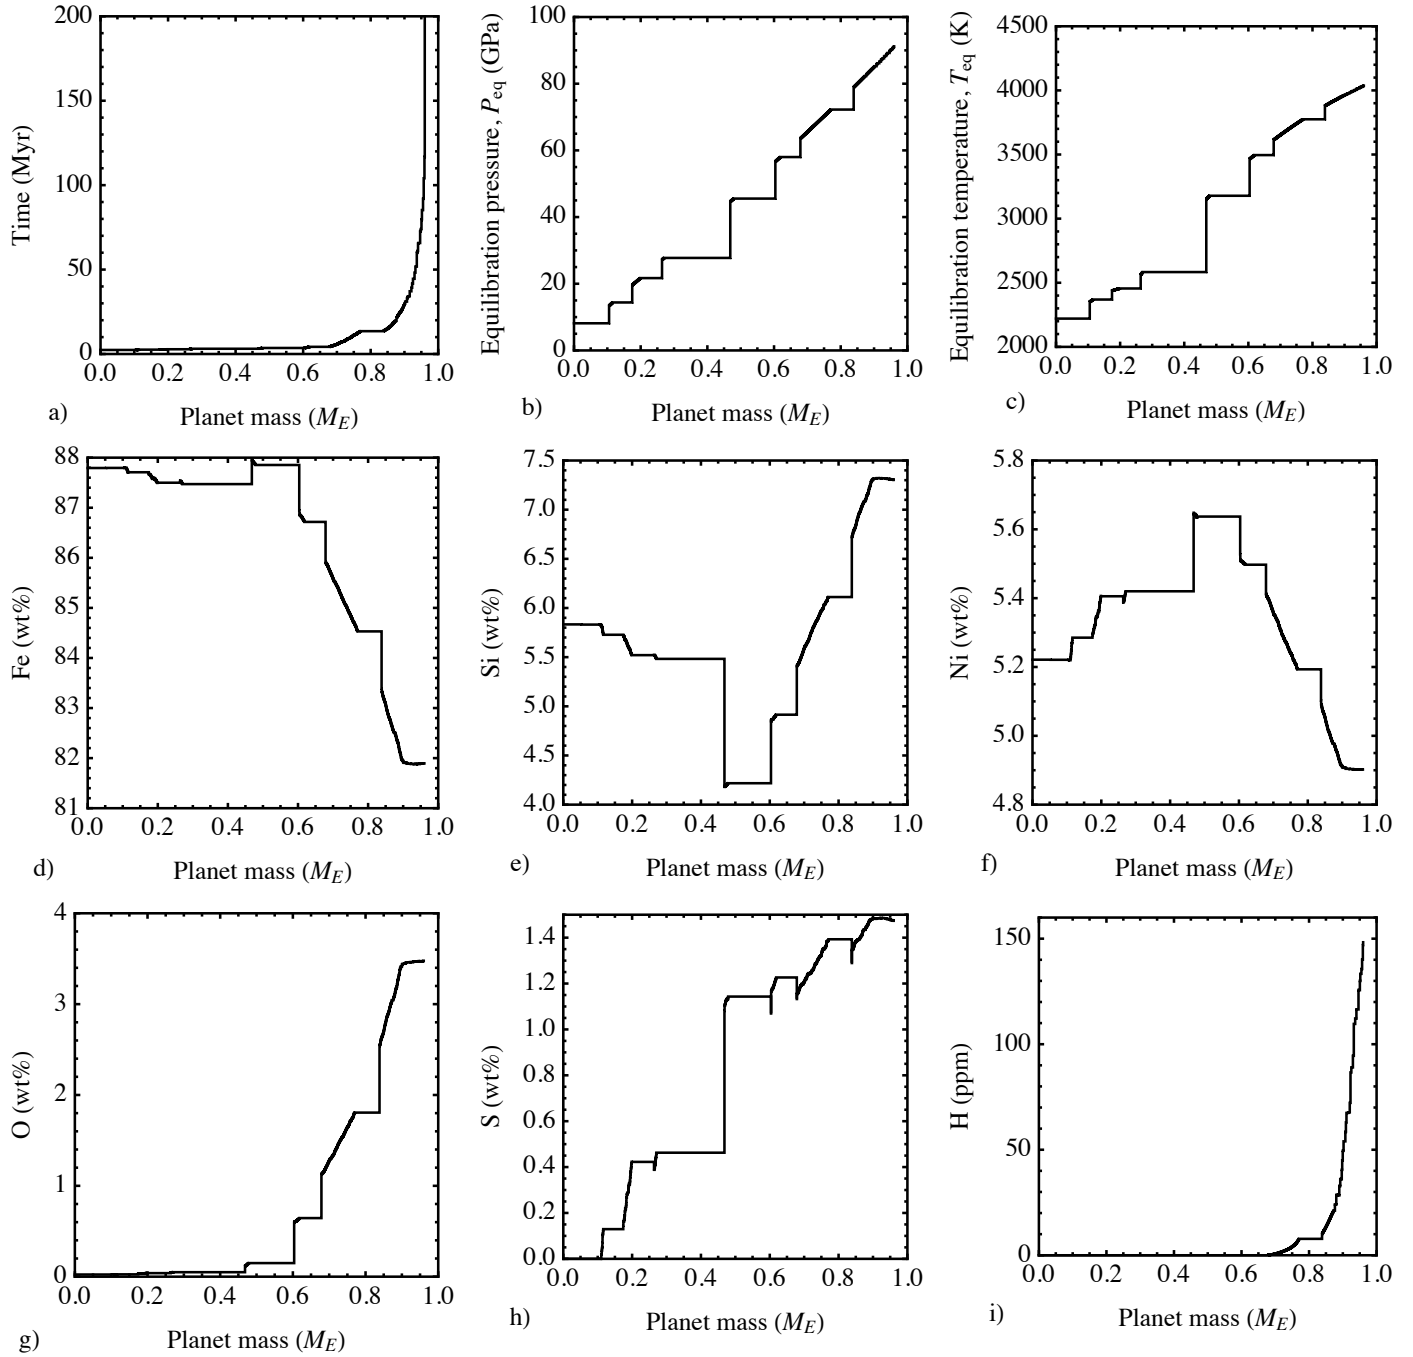 200
150
100
50
0
Time (Myr)
0.0 0.2 0.4 0.6 0.8 1.0
a)
Planet mass (M_E)
100
80
60
40
20
0
Equilibration pressure, P_eq (GPa)
0.0 0.2 0.4 0.6 0.8 1.0
b)
Planet mass (M_E)
4500
4000
3500
3000
2500
2000
Equilibration temperature, T_eq (K)
0.0 0.2 0.4 0.6 0.8 1.0
c)
Planet mass (M_E)
88
87
86
85
84
83
82
81
Fe (wt%)
0.0 0.2 0.4 0.6 0.8 1.0
d)
Planet mass (M_E)
7.5
7.0
6.5
6.0
5.5
5.0
4.5
4.0
Si (wt%)
0.0 0.2 0.4 0.6 0.8 1.0
e)
Planet mass (M_E)
5.8
5.6
5.4
5.2
5.0
4.8
Ni (wt%)
0.0 0.2 0.4 0.6 0.8 1.0
f)
Planet mass (M_E)
4
3
2
1
0
O (wt%)
0.0 0.2 0.4 0.6 0.8 1.0
g)
Planet mass (M_E)
1.4
1.2
1.0
0.8
0.6
0.4
0.2
0.0
S (wt%)
0.0 0.2 0.4 0.6 0.8 1.0
h)
Planet mass (M_E)
150
100
50
0
H (ppm)
0.0 0.2 0.4 0.6 0.8 1.0
i)
Planet mass (M_E)